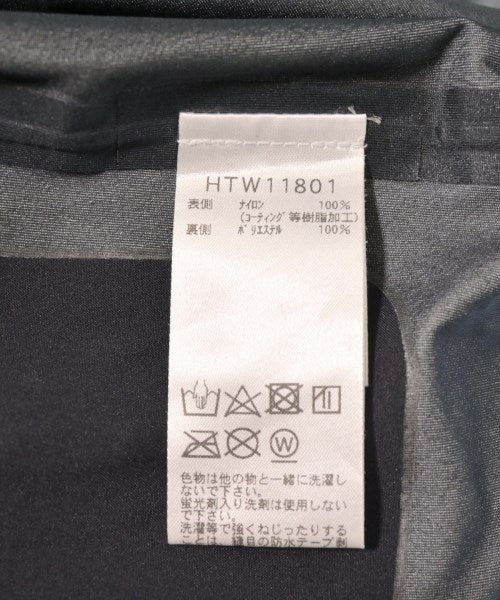 HTW11801
表側 ナイロン 100%
(コーティング等樹脂加工)
裏側 ポリエステル 100%
W
色物は他の物と一緒に洗濯し
ないで下さい。
蛍光剤入り洗剤は使用しない
で下さい。
洗濯等で強くねじったりする
ことは、縫目の防水テープ剥